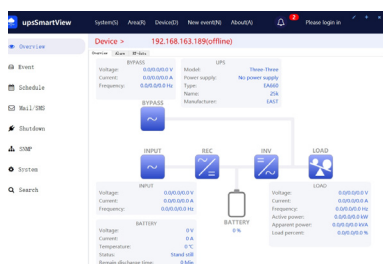 upsSmartView
System(S) Area(R) Device(D) New event(N) About(A) 2 Please login in
Device > 192.168.163.189(offline)
Overview
Event
Schedule
Mail/SMS
Shutdown
SNMP
System
Search
Overview Alarm
BYPASS
Voltage: 0.0/0.0/0.0 V
Current: 0.0/0.0/0.0 A
Frequency: 0.0/0.0/0.0 Hz
UPS
Model: Three-Three
Power supply: No power supply
Type: EA660
Name: 25k
Manufacturer: EAST
BYPASS
INPUT
REC
INV
LOAD
INPUT
Voltage: 0.0/0.0/0.0 V
Current: 0.0/0.0/0.0 A
Frequency: 0.0/0.0/0.0 Hz
BATTERY
Voltage: 0 V
Current: 0 A
Temperature: 0 ℃
Status: Stand still
Remain discharge time: 0 Min
BATTERY
0 %
LOAD
Voltage: 0.0/0.0/0.0 V
Current: 0.0/0.0/0.0 A
Frequency: 0.0/0.0/0.0 Hz
Active power: 0.0/0.0/0.0 kW
Apparent power: 0.0/0.0/0.0 kVA
Load percent: 0.0/0.0/0.0 %